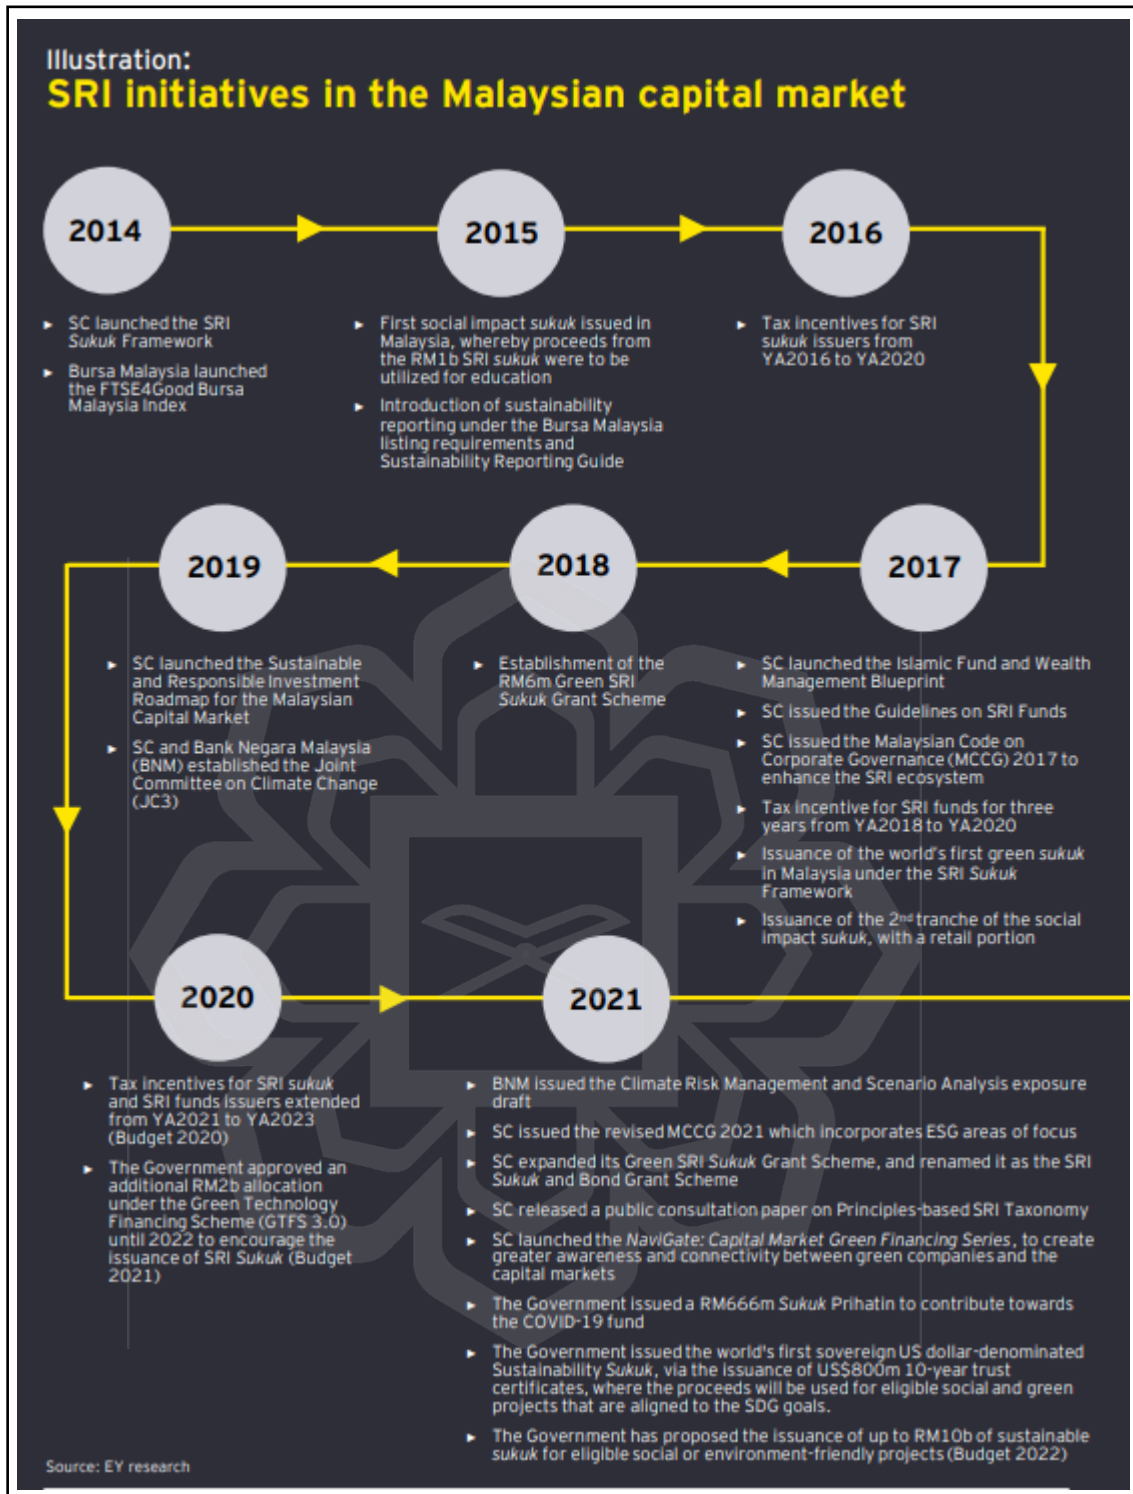 Illustration:
SRI initiatives in the Malaysian capital market
2014
► SC launched the SRI
Sukuk Framework
► Bursa Malaysia launched
the FTSE4Good Bursa
Malaysia Index
2015
► First social impact sukuk issued in
Malaysia, whereby proceeds from
the RM1b SRI sukuk were to be
utilized for education
► Introduction of sustainability
reporting under the Bursa Malaysia
listing requirements and
Sustainability Reporting Guide
2016
► Tax incentives for SRI
sukuk issuers from
YA2016 to YA2020
2017
► SC launched the Islamic Fund and Wealth
Management Blueprint
► SC issued the Guidelines on SRI Funds
► SC issued the Malaysian Code on
Corporate Governance (MCCG) 2017 to
enhance the SRI ecosystem
► Tax incentive for SRI funds for three
years from YA2018 to YA2020
► Issuance of the world's first green sukuk
in Malaysia under the SRI Sukuk
Framework
► Issuance of the 2nd tranche of the social
impact sukuk, with a retail portion
2018
► Establishment of the
RM6m Green SRI
Sukuk Grant Scheme
2019
► SC launched the Sustainable
and Responsible Investment
Roadmap for the Malaysian
Capital Market
► SC and Bank Negara Malaysia
(BNM) established the Joint
Committee on Climate Change
(JC3)
2020
► Tax incentives for SRI sukuk
and SRI funds issuers extended
from YA2021 to YA2023
(Budget 2020)
► The Government approved an
additional RM2b allocation
under the Green Technology
Financing Scheme (GTFS 3.0)
until 2022 to encourage the
issuance of SRI Sukuk (Budget
2021)
2021
► BNM issued the Climate Risk Management and Scenario Analysis exposure
draft
► SC issued the revised MCCG 2021 which incorporates ESG areas of focus
► SC expanded its Green SRI Sukuk Grant Scheme, and renamed it as the SRI
Sukuk and Bond Grant Scheme
► SC released a public consultation paper on Principles-based SRI Taxonomy
► SC launched the NaviGate: Capital Market Green Financing Series, to create
greater awareness and connectivity between green companies and the
capital markets
► The Government issued a RM666m Sukuk Prihatin to contribute towards
the COVID-19 fund
► The Government issued the world's first sovereign US dollar-denominated
Sustainability Sukuk, via the issuance of US$800m 10-year trust
certificates, where the proceeds will be used for eligible social and green
projects that are aligned to the SDG goals.
► The Government has proposed the issuance of up to RM10b of sustainable
sukuk for eligible social or environment-friendly projects (Budget 2022)
Source: EY research